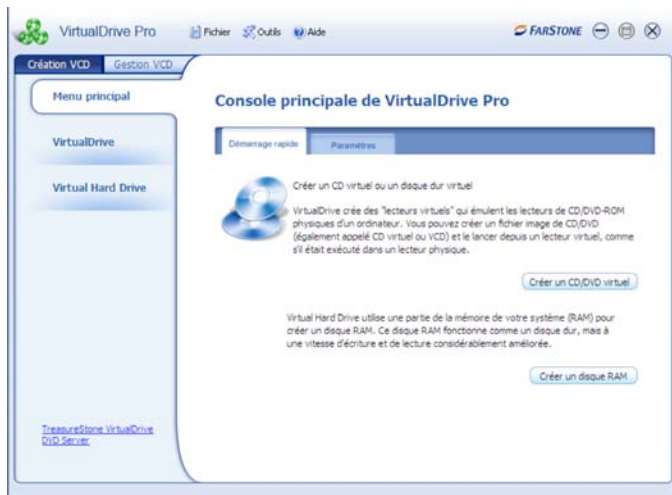 VirtualDrive Pro
Fichier Outils Aide
FARSTONE
Création VCD Gestion VCD
Menu principal
VirtualDrive
Virtual Hard Drive
TreasureStone VirtualDrive
DVD Server
Console principale de VirtualDrive Pro
Démarrage rapide Paramètres
Créer un CD virtuel ou un disque dur virtuel
VirtualDrive crée des "lecteurs virtuels" qui émulent les lecteurs de CD/DVD-ROM
physiques d'un ordinateur. Vous pouvez créer un fichier image de CD/DVD
(également appelé CD virtuel ou VCD) et le lancer depuis un lecteur virtuel, comme
s'il était exécuté dans un lecteur physique.
Créer un CD/DVD virtuel
Virtual Hard Drive utilise une partie de la mémoire de votre système (RAM) pour
créer un disque RAM. Ce disque RAM fonctionne comme un disque dur, mais à
une vitesse d'écriture et de lecture considérablement améliorée.
Créer un disque RAM